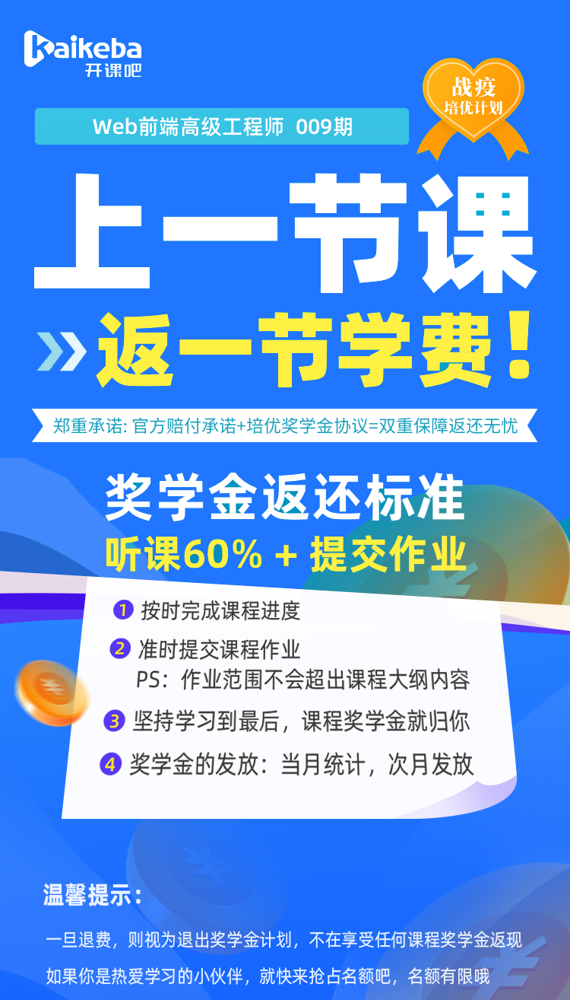 kaikeba
开课吧
战疫
培优计划
Web前端高级工程师 009期
上一节课
返一节学费!
郑重承诺: 官方赔付承诺+培优奖学金协议=双重保障返还无忧
奖学金返还标准
听课60% + 提交作业
1 按时完成课程进度
2 准时提交课程作业
PS：作业范围不会超出课程大纲内容
3 坚持学习到最后，课程奖学金就归你
4 奖学金的发放：当月统计，次月发放
温馨提示：
一旦退费，则视为退出奖学金计划，不在享受任何课程奖学金返现
如果你是热爱学习的小伙伴，就快来抢占名额吧，名额有限哦